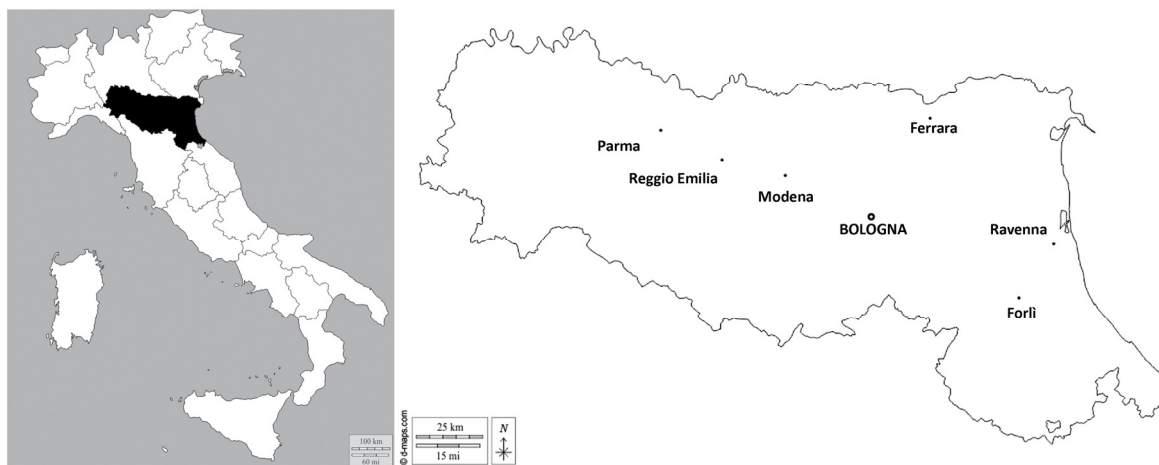 100 km
60 mi
© d-maps.com
25 km
15 mi
N
Parma
Reggio Emilia
Modena
BOLOGNA
Ferrara
Ravenna
Forlì